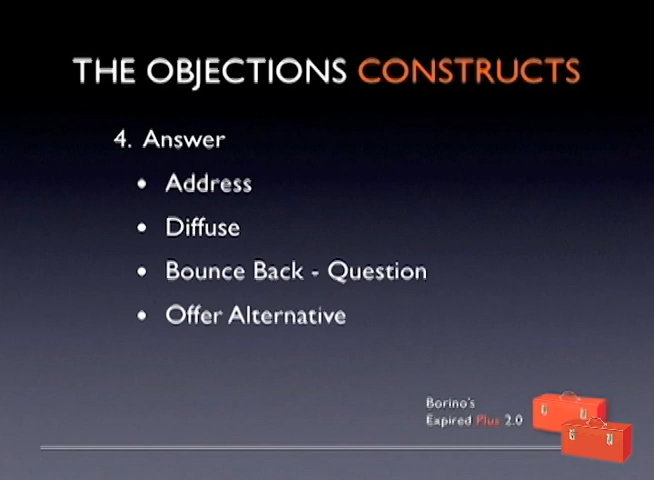 THE OBJECTIONS CONSTRUCTS
4. Answer
• Address
• Diffuse
• Bounce Back - Question
• Offer Alternative
Borino's
Expired Plus 2.0